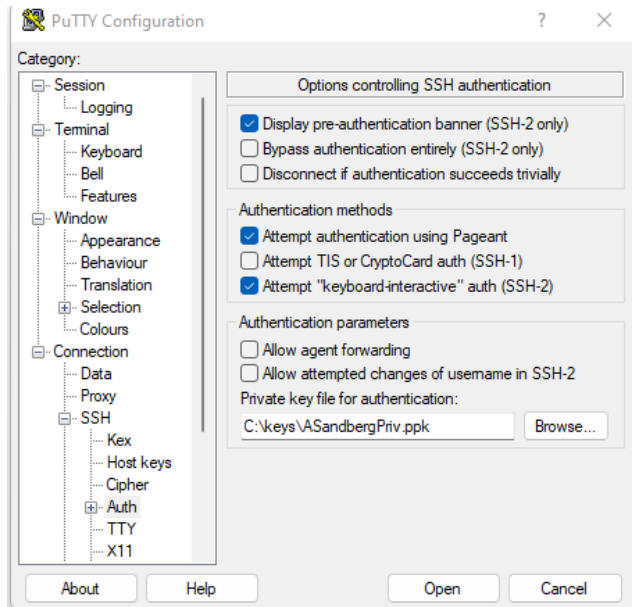 PuTTY Configuration
?
Category:
Session
Logging
Terminal
Keyboard
Bell
Features
Window
Appearance
Behaviour
Translation
Selection
Colours
Connection
Data
Proxy
SSH
Kex
Host keys
Cipher
Auth
TTY
X11
Options controlling SSH authentication
Display pre-authentication banner (SSH-2 only)
Bypass authentication entirely (SSH-2 only)
Disconnect if authentication succeeds trivially
Authentication methods
Attempt authentication using Pageant
Attempt TIS or CryptoCard auth (SSH-1)
Attempt "keyboard-interactive" auth (SSH-2)
Authentication parameters
Allow agent forwarding
Allow attempted changes of username in SSH-2
Private key file for authentication:
C:\keys\ASandbergPriv.ppk
Browse...
About
Help
Open
Cancel